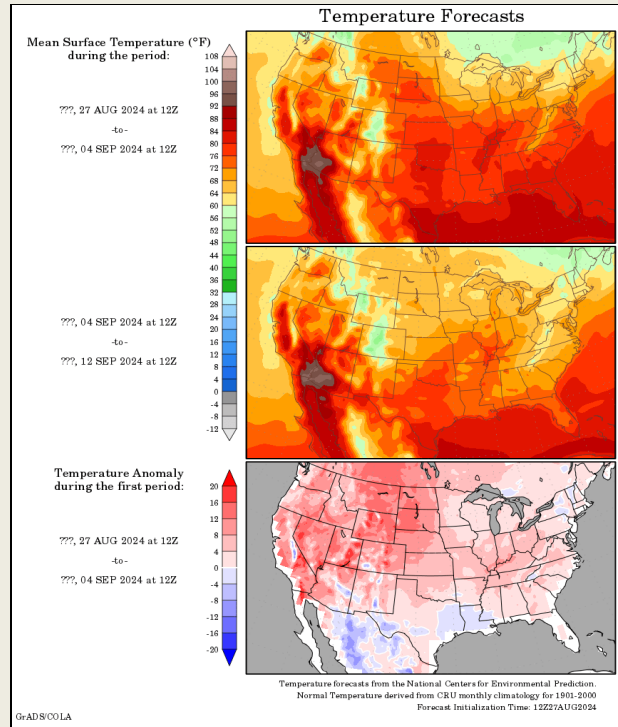 Temperature Forecasts
Mean Surface Temperature (°F)
during the period:
???, 27 AUG 2024 at 12Z
-to-
???, 04 SEP 2024 at 12Z
108
104
100
96
92
88
84
80
76
72
68
64
60
56
52
48
44
40
36
32
28
24
20
16
12
8
4
0
-4
-8
-12
???, 04 SEP 2024 at 12Z
-to-
???, 12 SEP 2024 at 12Z
Temperature Anomaly
during the first period:
???, 27 AUG 2024 at 12Z
-to-
???, 04 SEP 2024 at 12Z
20
16
12
8
4
0
-4
-8
-12
-16
-20
Temperature forecasts from the National Centers for Environmental Prediction.
Normal Temperature derived from CRU monthly climatology for 1901-2000
Forecast Initialization Time: 12Z27AUG2024
GrADS/COLA